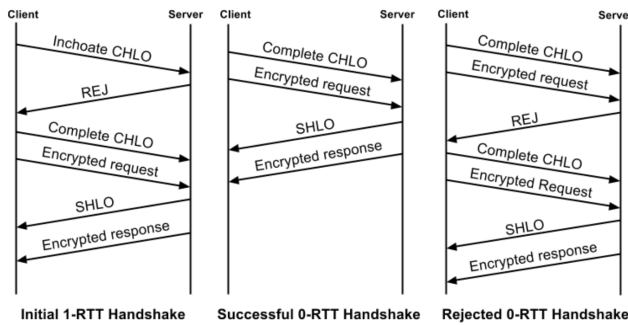 Client
Server
Inchoate CHLO
REJ
Complete CHLO
Encrypted request
SHLO
Encrypted response
Initial 1-RTT Handshake
Client
Server
Complete CHLO
Encrypted request
SHLO
Encrypted response
Successful 0-RTT Handshake
Client
Serve
Complete CHLO
Encrypted request
REJ
Complete CHLO
Encrypted Request
SHLO
Encrypted response
Rejected 0-RTT Handshake